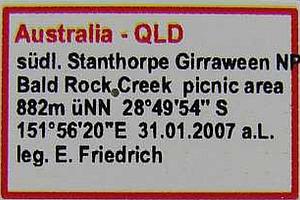 Australia - QLD
südl. Stanthorpe Girraween NP
Bald Rock Creek picnic area
882m üNN 28°49'54" S
151°56'20"E 31.01.2007 a.L.
leg. E. Friedrich